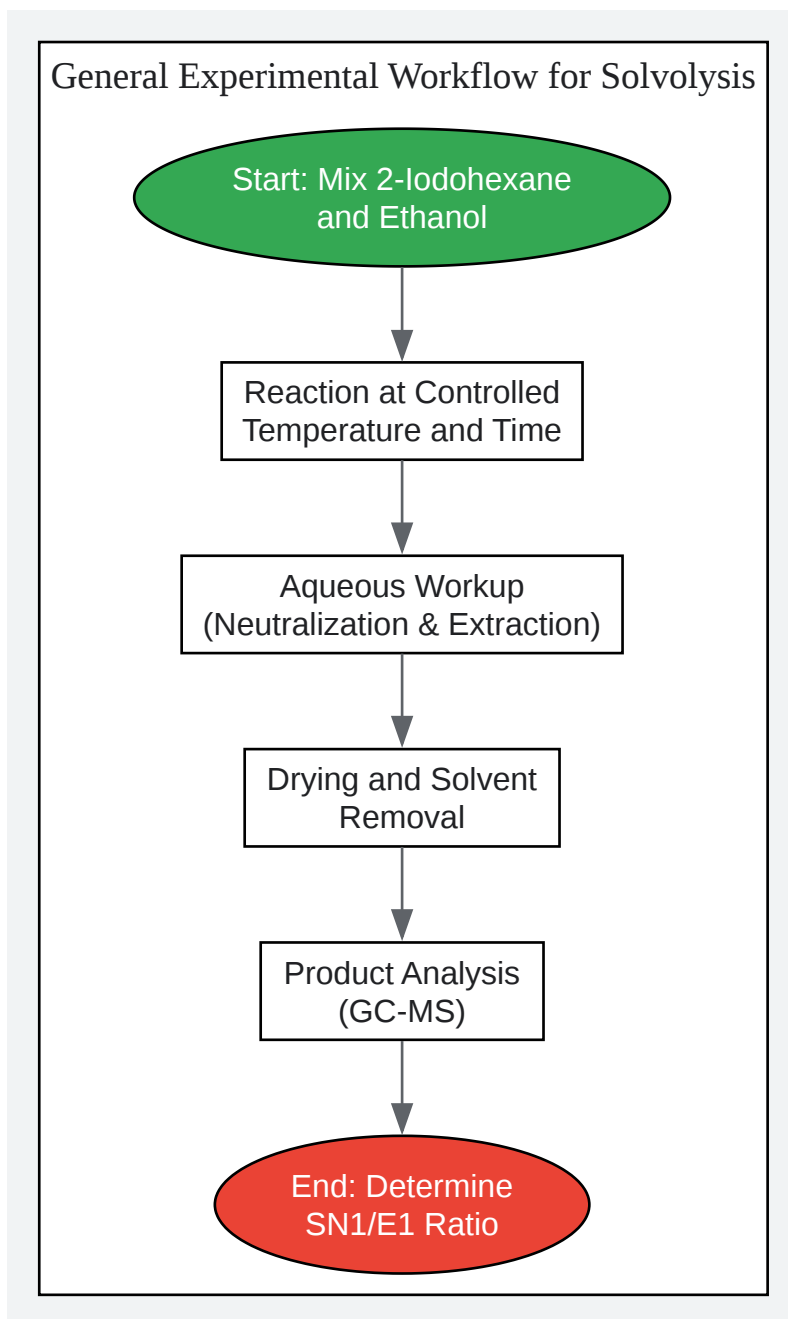 General Experimental Workflow for Solvolysis
Start: Mix 2-Iodohexane
and Ethanol
Reaction at Controlled
Temperature and Time
Aqueous Workup
(Neutralization & Extraction)
Drying and Solvent
Removal
Product Analysis
(GC-MS)
End: Determine
SN1/E1 Ratio